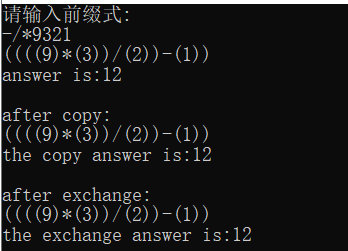 请输入前缀式:
-/*9321
((((9)*(3))/(2))-(1))
answer is:12
after copy:
((((9)*(3))/(2))-(1))
the copy answer is:12
after exchange:
((((9)*(3))/(2))-(1))
the exchange answer is:12